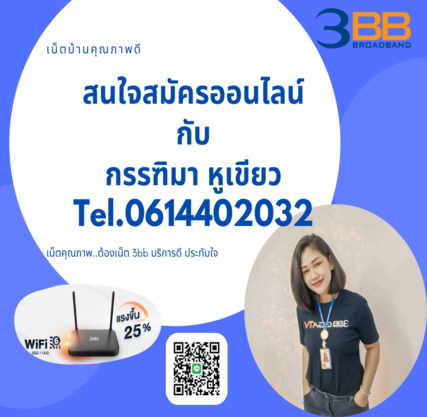 3BB
BROADBAND
เน็ตบ้านคุณภาพดี
สนใจสมัครออนไลน์
กับ
กรรฑิมา หูเขียว
Tel.0614402032
เน็ตคุณภาพ..ต้องเน็ต 3bb บริการดี ประทับใจ
แรงขึ้น
25%
WiFi 6